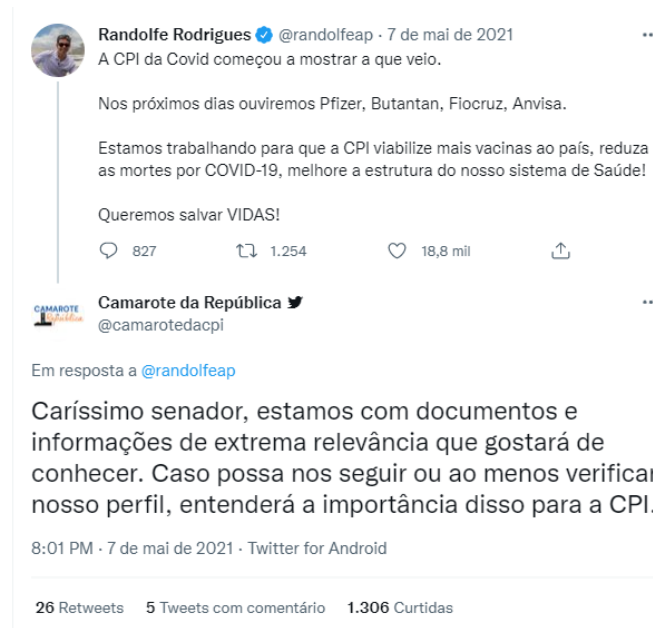 Randolfe Rodrigues @randolfeap · 7 de mai de 2021
A CPI da Covid começou a mostrar a que veio.
Nos próximos dias ouviremos Pfizer, Butantan, Fiocruz, Anvisa.
Estamos trabalhando para que a CPI viabilize mais vacinas ao país, reduza
as mortes por COVID-19, melhore a estrutura do nosso sistema de Saúde!
Queremos salvar VIDAS!
827 1.254 18,8 mil
CAMAROTE
República
Camarote da República
@camarotedacpi
Em resposta a @randolfeap
Caríssimo senador, estamos com documentos e
informações de extrema relevância que gostará de
conhecer. Caso possa nos seguir ou ao menos verificar
nosso perfil, entenderá a importância disso para a CPI.
8:01 PM · 7 de mai de 2021 · Twitter for Android
26 Retweets 5 Tweets com comentário 1.306 Curtidas